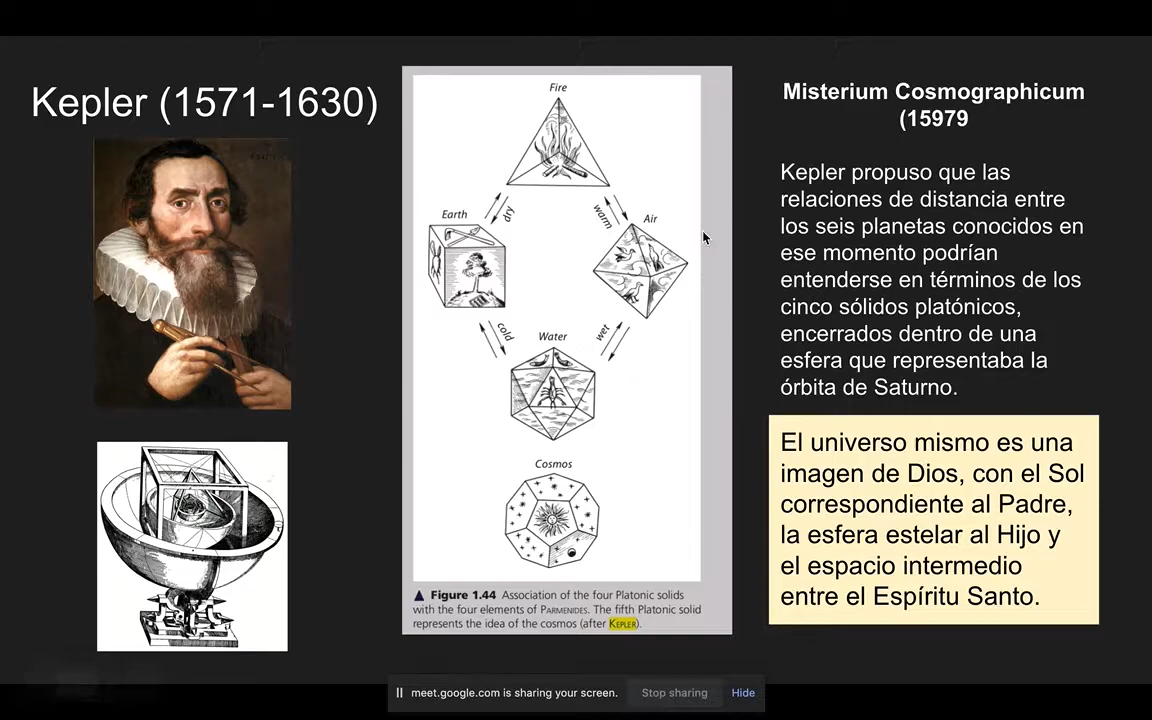 Kepler (1571-1630)
Fire
Earth
dry
warm
Air
cold
Water
wet
Cosmos
▲ Figure 1.44 Association of the four Platonic solids
with the four elements of PARMENIDES. The fifth Platonic solid
represents the idea of the cosmos (after KEPLER).
Misterium Cosmographicum
(15979
Kepler propuso que las
relaciones de distancia entre
los seis planetas conocidos en
ese momento podrían
entenderse en términos de los
cinco sólidos platónicos,
encerrados dentro de una
esfera que representaba la
órbita de Saturno.
El universo mismo es una
imagen de Dios, con el Sol
correspondiente al Padre,
la esfera estelar al Hijo y
el espacio intermedio
entre el Espíritu Santo.
meet.google.com is sharing your screen.
Stop sharing
Hide